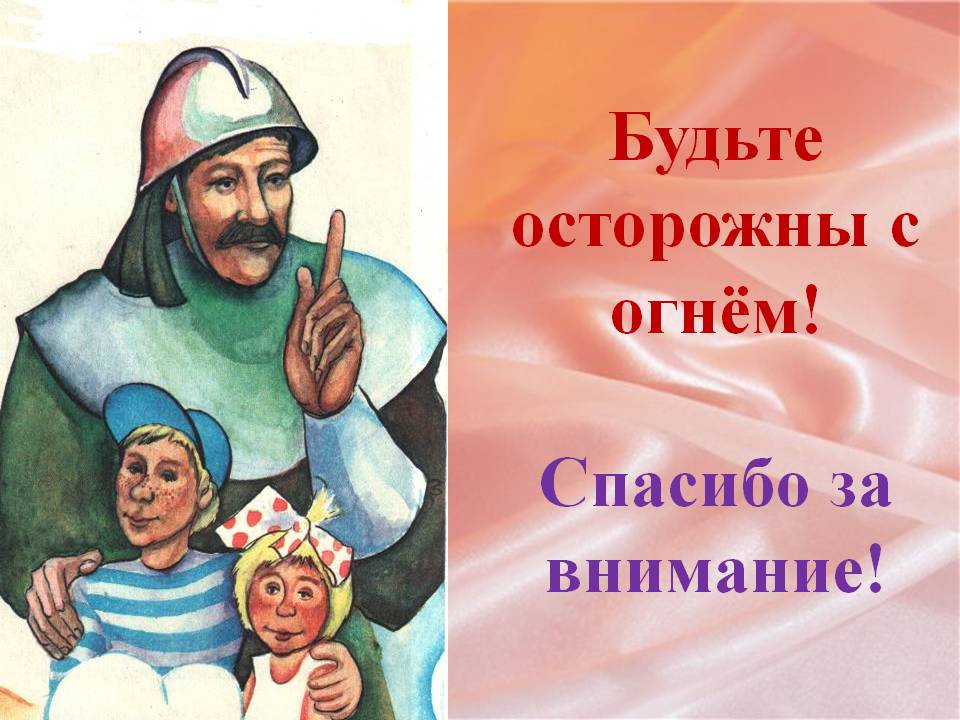 Будьте
осторожны с
огнём!
Спасибо за
внимание!